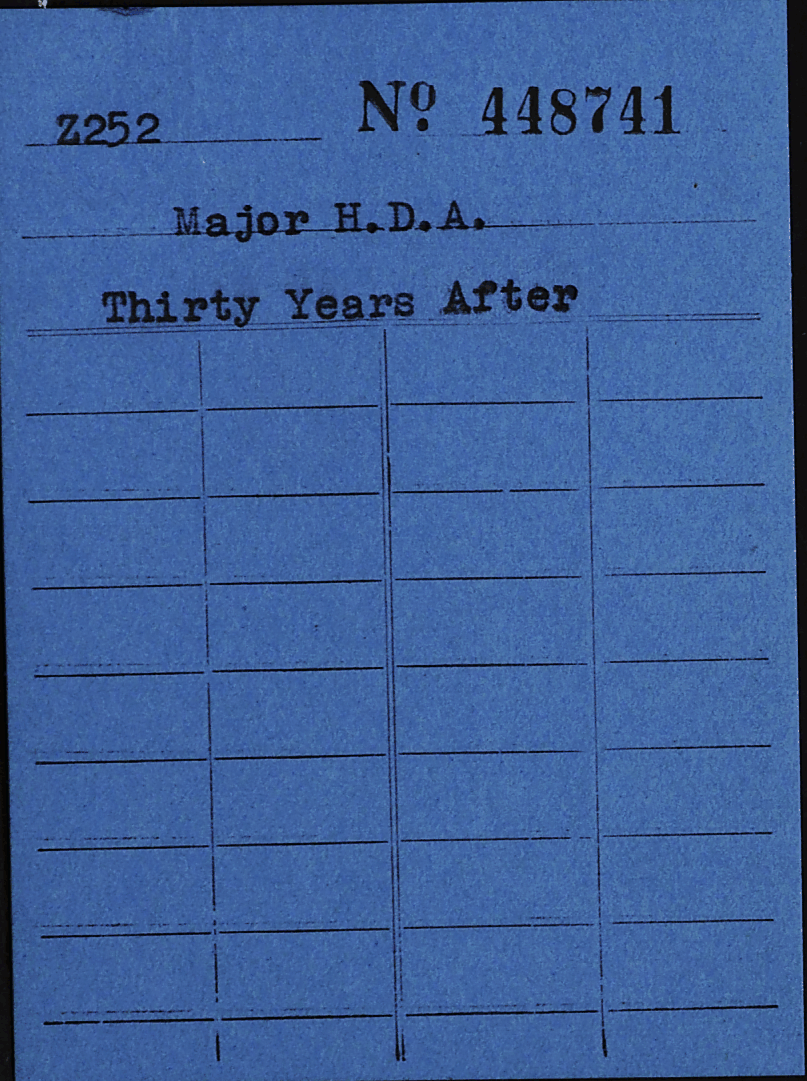 Z252 Nº 448741
Major H.D.A.
Thirty Years After